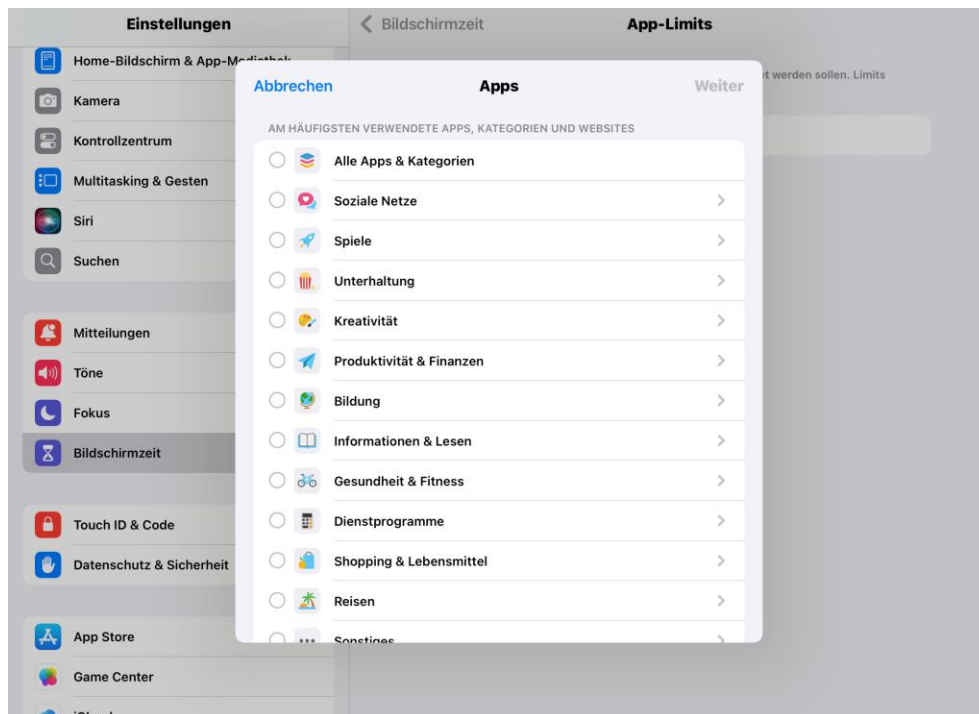 Einstellungen
Home-Bildschirm & App-Mediathek
Kamera
Kontrollzentrum
Multitasking & Gesten
Siri
Suchen
Mitteilungen
Töne
Fokus
Bildschirmzeit
Touch ID & Code
Datenschutz & Sicherheit
App Store
Game Center
Bildschirmzeit
App-Limits
werden sollen. Limits
Abbrechen
Apps
Weiter
AM HÄUFIGSTEN VERWENDETE APPS, KATEGORIEN UND WEBSITES
Alle Apps & Kategorien
Soziale Netze
Spiele
Unterhaltung
Kreativität
Produktivität & Finanzen
Bildung
Informationen & Lesen
Gesundheit & Fitness
Dienstprogramme
Shopping & Lebensmittel
Reisen
Sonstiges